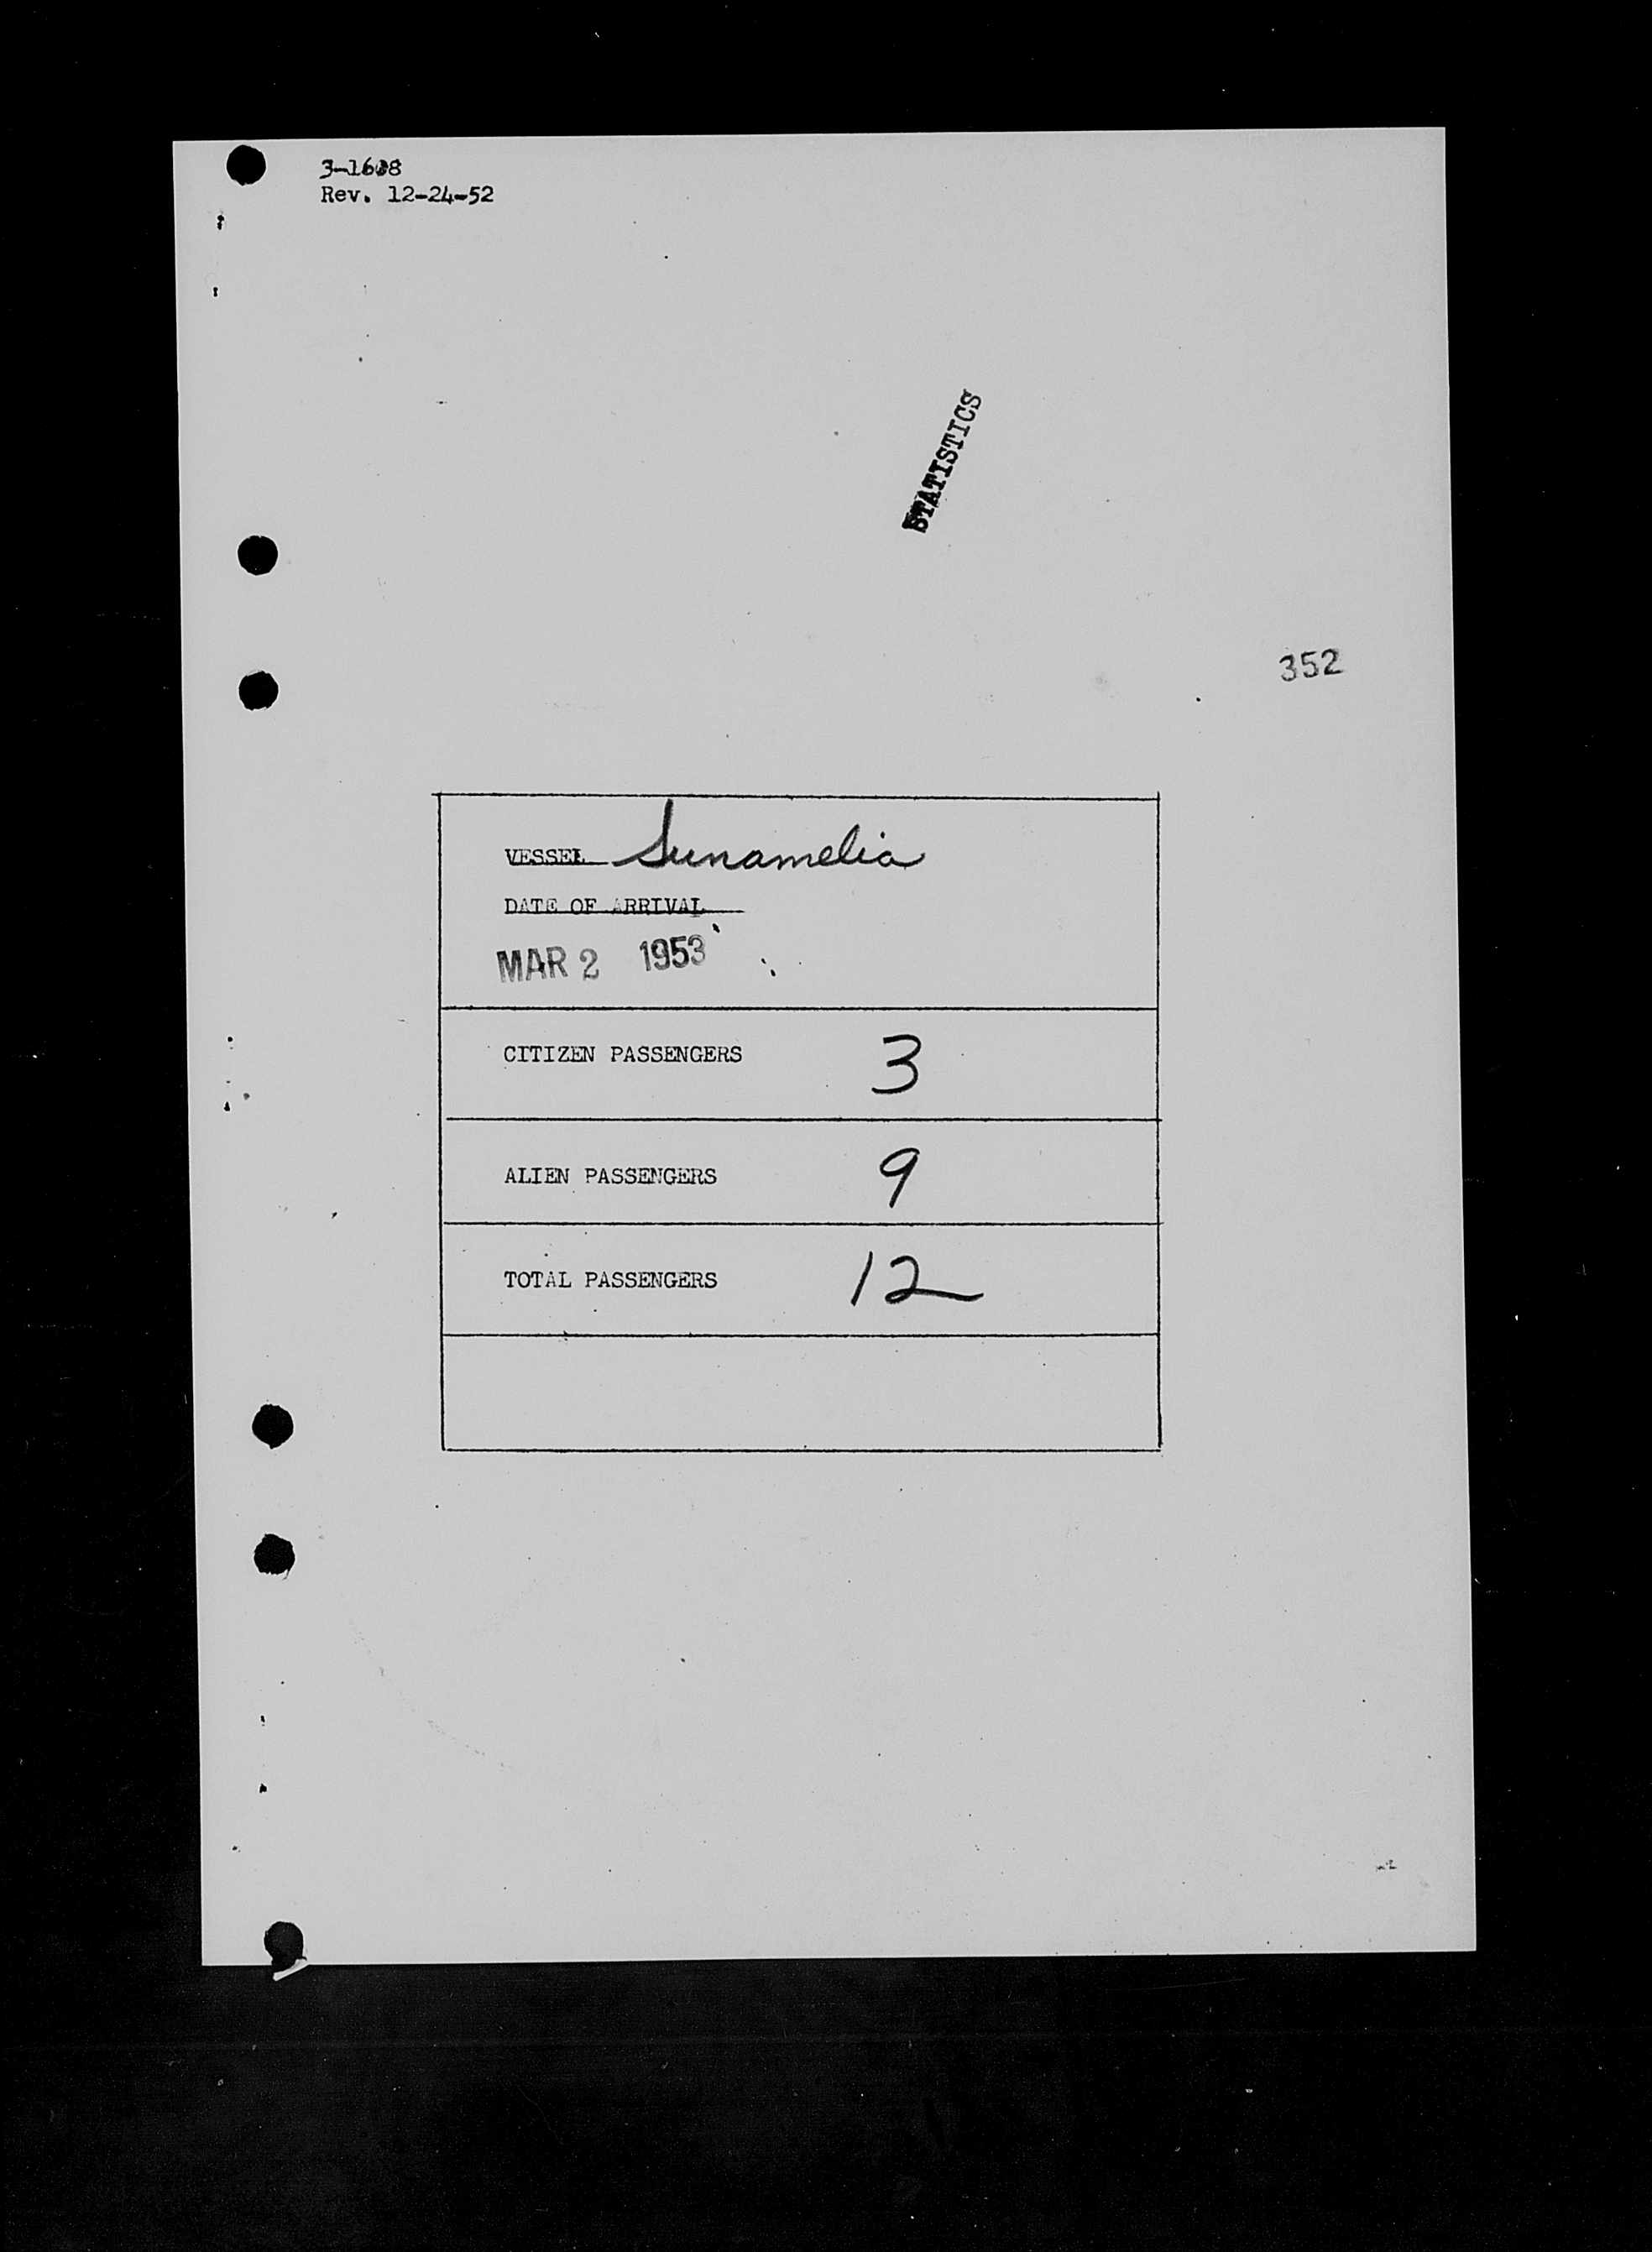 3-1608
Rev. 12-24-52
STATISTICS
352
VESSEL Sunamelia
DATE OF ARRIVAL
MAR 2 1953
CITIZEN PASSENGERS 3
ALIEN PASSENGERS 9
TOTAL PASSENGERS 12